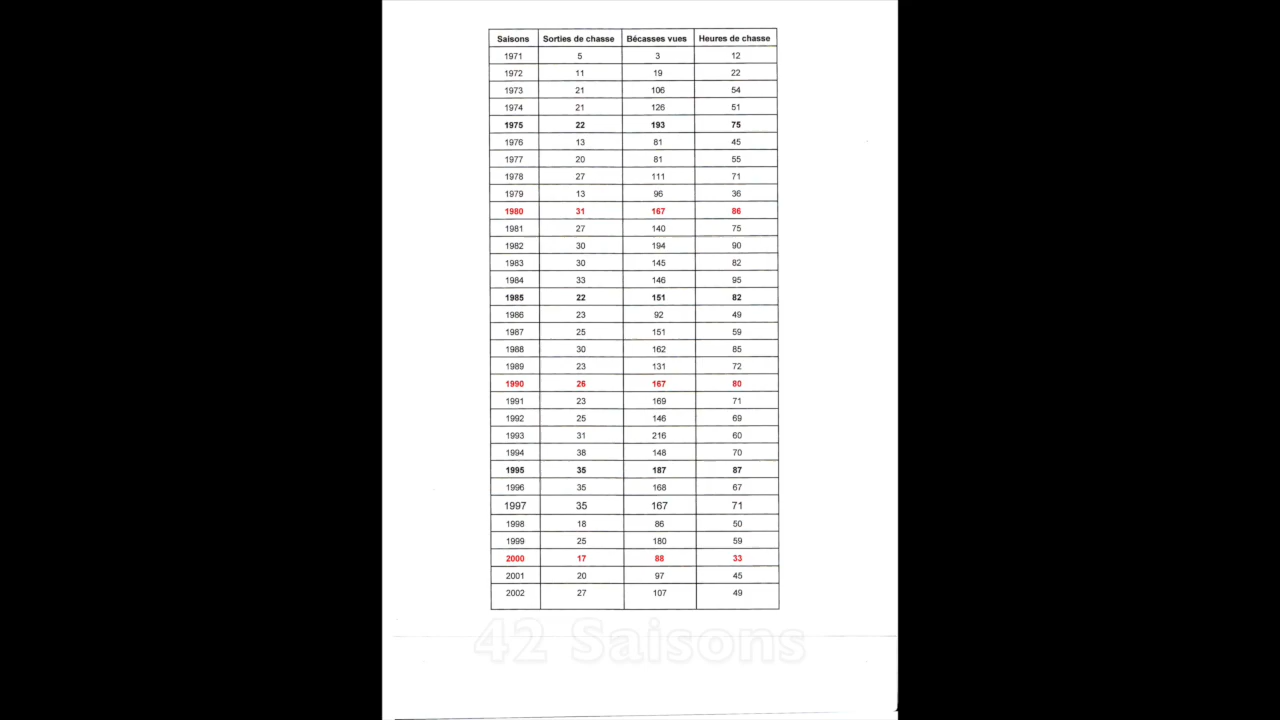 Saisons Sorties de chasse Bécasses vues Heures de chasse
1971 5 3 12
1972 11 19 22
1973 21 106 54
1974 21 126 51
1975 22 193 75
1976 13 81 45
1977 20 81 55
1978 27 111 71
1979 13 96 36
1980 31 167 86
1981 27 140 75
1982 30 194 90
1983 30 145 82
1984 33 146 95
1985 22 151 82
1986 23 92 49
1987 25 151 59
1988 30 162 85
1989 23 131 72
1990 26 167 80
1991 23 169 71
1992 25 146 69
1993 31 216 60
1994 38 148 70
1995 35 187 87
1996 35 168 67
1997 35 167 71
1998 18 86 50
1999 25 180 59
2000 17 88 33
2001 20 97 45
2002 27 107 49
42 Saisons